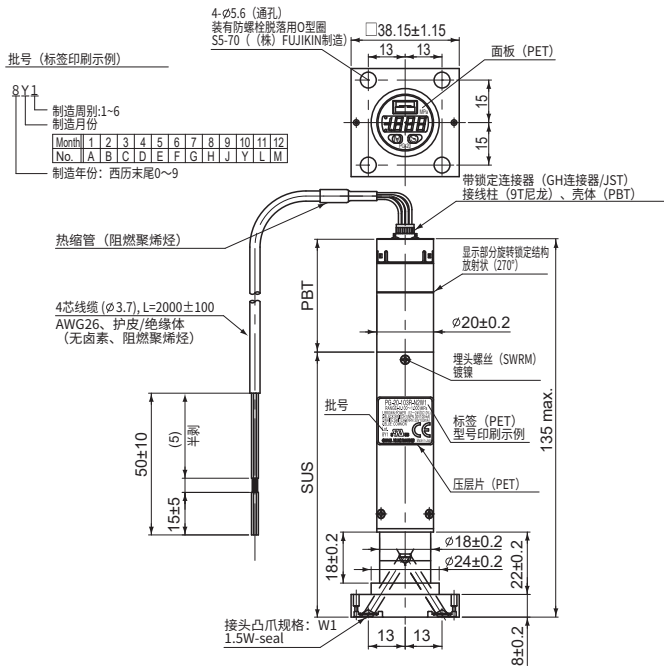 4-⌀5.6（通孔）
装有防螺栓脱落用O型圈
S5-70（（株）FUJIKIN制造）
□38.15±1.15
13
13
面板（PET）
15
15
批号（标签印刷示例）
8Y1
制造周别:1~6
制造月份
Month 1 2 3 4 5 6 7 8 9 10 11 12
No. A B C D E F G H J Y L M
制造年份：西历末尾0～9
带锁定连接器（GH连接器/JST）
接线柱（9T尼龙）、壳体（PBT）
热缩管（阻燃聚烯烃）
显示部分旋转锁定结构
放射状（270°）
4芯线缆 (⌀3.7), L=2000±100
AWG26、护皮/绝缘体
（无卤素、阻燃聚烯烃）
PBT
⌀20±0.2
埋头螺丝（SWRM）
镀镍
135 max.
批号
PG-20-103R-N2W1
标签（PET）
型号印刷示例
50±10
(5)
半剥
15±5
SUS
压层片（PET）
⌀18±0.2
⌀24±0.2
18±0.2
22±0.2
8±0.2
接头凸爪规格：W1
1.5W-seal
13
13